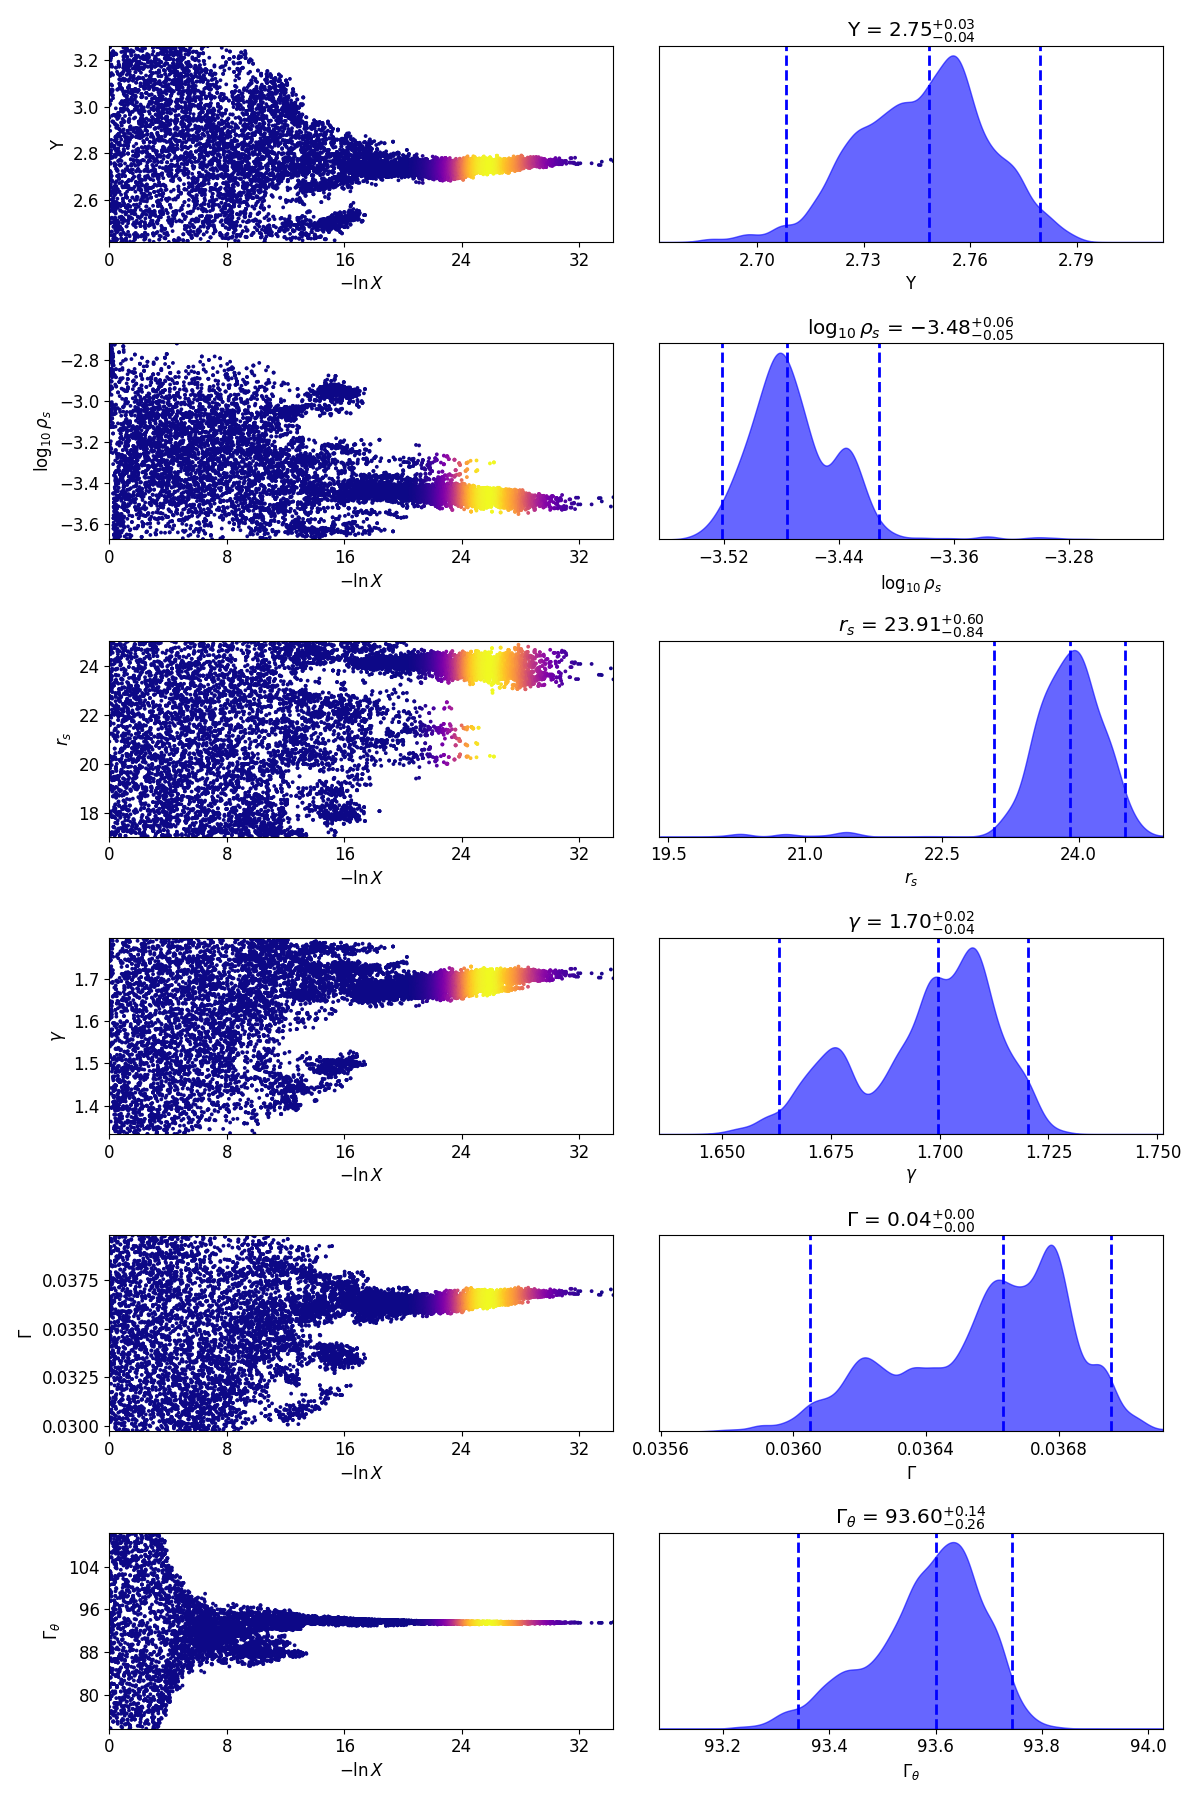 Y = 2.75 +0.03 −0.04
3.2
3.0
2.8
2.6
Y
0 8 16 24 32
2.70 2.73 2.76 2.79
−ln X
Y
log₁₀ ρₛ = −3.48 +0.06 −0.05
−2.8
−3.0
−3.2
−3.4
−3.6
log₁₀ ρₛ
0 8 16 24 32
−3.52 −3.44 −3.36 −3.28
−ln X
log₁₀ ρₛ
rₛ = 23.91 +0.60 −0.84
24
22
20
18
rₛ
0 8 16 24 32
19.5 21.0 22.5 24.0
−ln X
rₛ
γ = 1.70 +0.02 −0.04
1.7
1.6
1.5
1.4
γ
0 8 16 24 32
1.650 1.675 1.700 1.725 1.750
−ln X
γ
Γ = 0.04 +0.00 −0.00
0.0375
0.0350
0.0325
0.0300
Γ
0 8 16 24 32
0.0356 0.0360 0.0364 0.0368
−ln X
Γ
Γ_θ = 93.60 +0.14 −0.26
104
96
88
80
Γ_θ
0 8 16 24 32
93.2 93.4 93.6 93.8 94.0
−ln X
Γ_θ